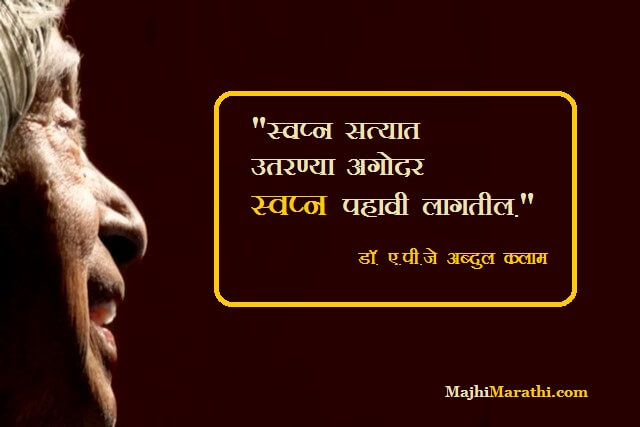 "स्वप्न सत्यात
उतरण्या अगोदर
स्वप्न पहावी लागतील."
डॉ. ए.पी.जे अब्दुल कलाम
MajhiMarathi.com